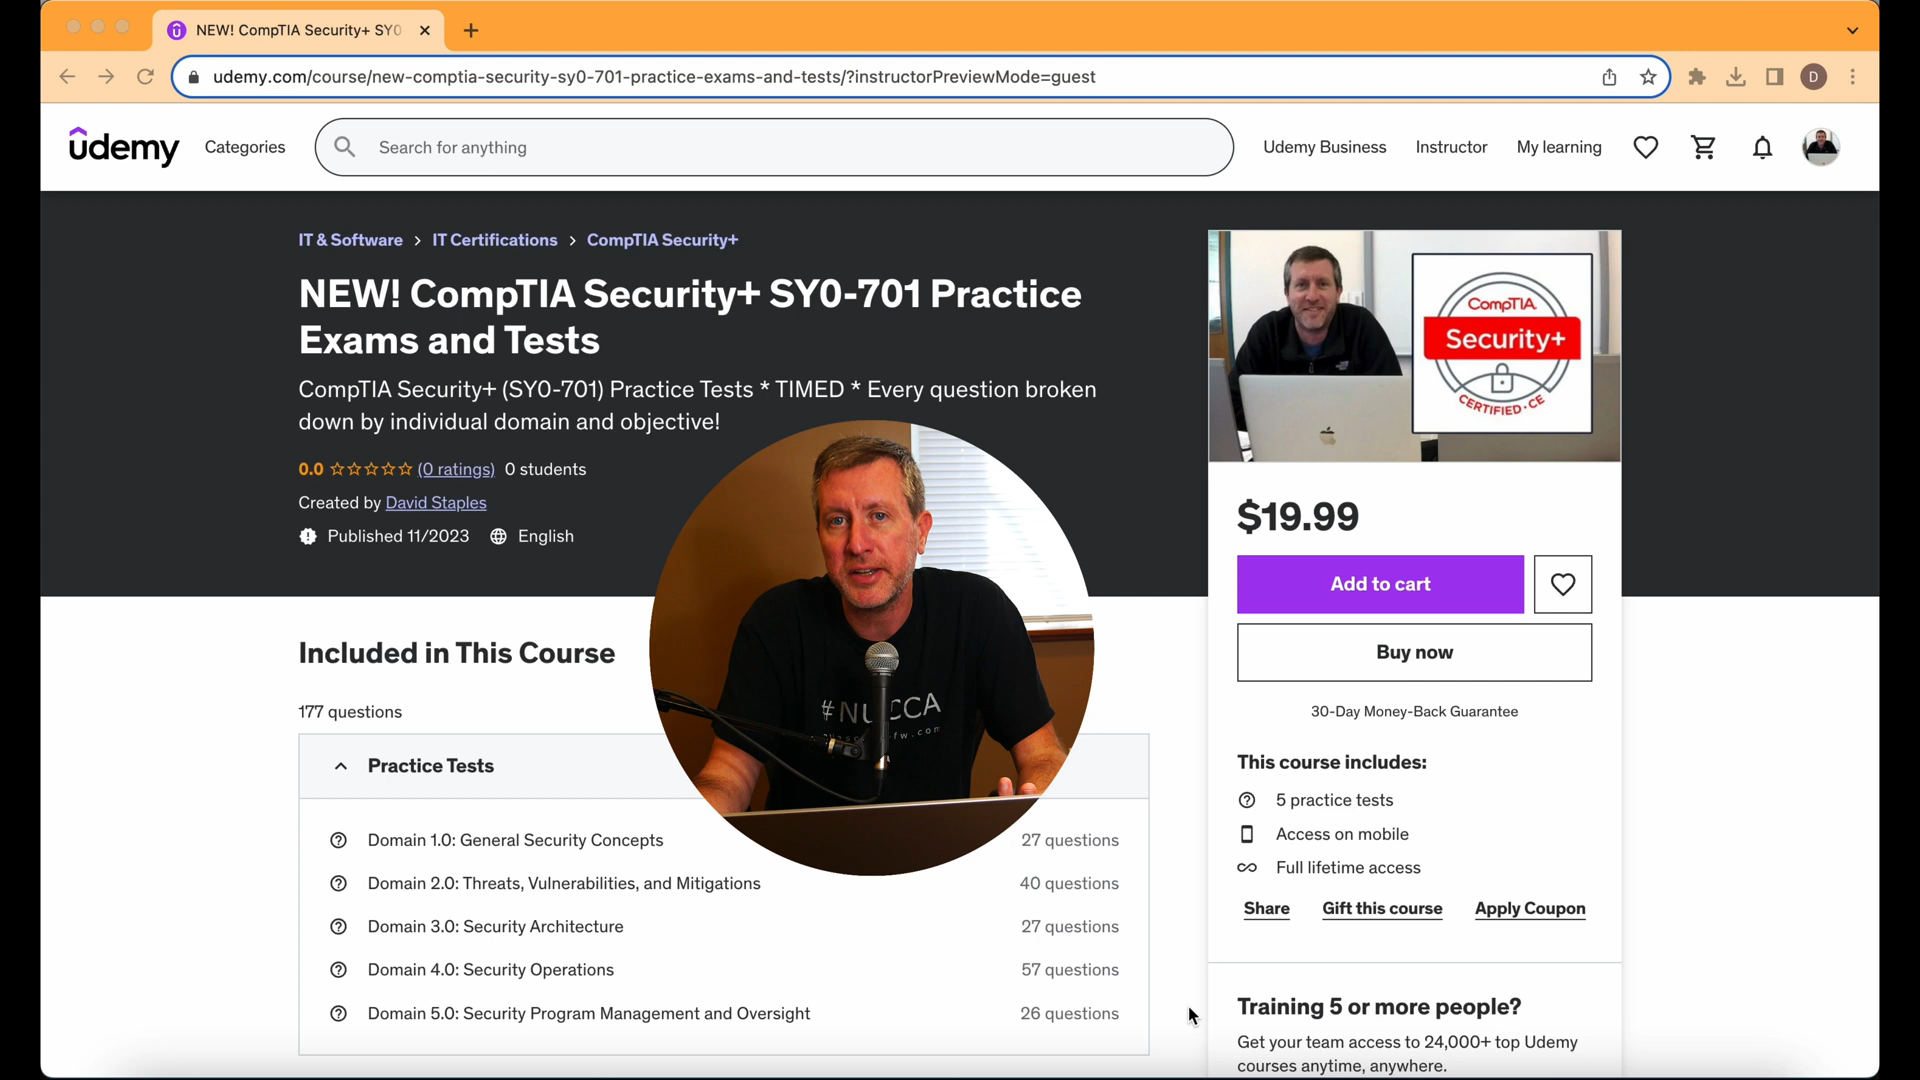 NEW! CompTIA Security+ SY0
udemy.com/course/new-comptia-security-sy0-701-practice-exams-and-tests/?instructorPreviewMode=guest
D
udemy
Categories
Search for anything
Udemy Business
Instructor
My learning
IT & Software > IT Certifications > CompTIA Security+
NEW! CompTIA Security+ SY0-701 Practice
Exams and Tests
CompTIA Security+ (SY0-701) Practice Tests * TIMED * Every question broken
down by individual domain and objective!
0.0 (0 ratings) 0 students
Created by David Staples
Published 11/2023 English
CompTIA
Security+
CERTIFIED·CE
$19.99
Add to cart
Buy now
30-Day Money-Back Guarantee
This course includes:
5 practice tests
Access on mobile
Full lifetime access
Share Gift this course Apply Coupon
Training 5 or more people?
Get your team access to 24,000+ top Udemy
courses anytime, anywhere.
Included in This Course
177 questions
Practice Tests
Domain 1.0: General Security Concepts 27 questions
Domain 2.0: Threats, Vulnerabilities, and Mitigations 40 questions
Domain 3.0: Security Architecture 27 questions
Domain 4.0: Security Operations 57 questions
Domain 5.0: Security Program Management and Oversight 26 questions